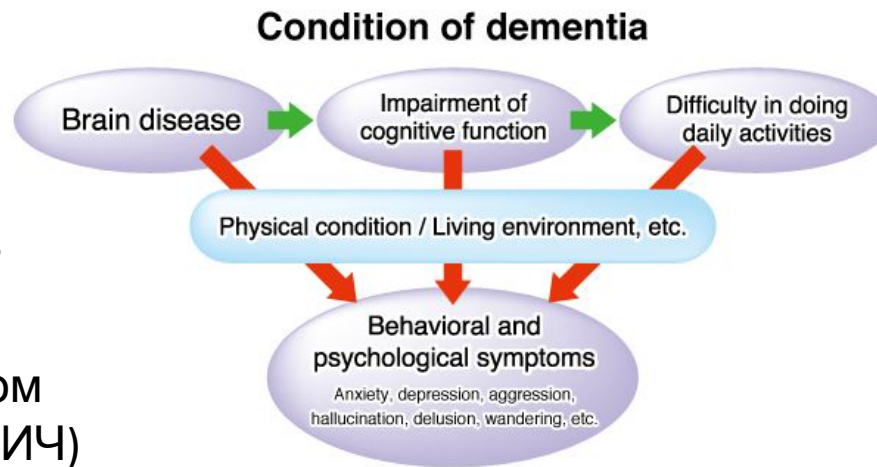 Condition of dementia
Brain disease
Impairment of
cognitive function
Difficulty in doing
daily activities
Physical condition / Living environment, etc.
Behavioral and
psychological symptoms
Anxiety, depression, aggression,
hallucination, delusion, wandering, etc.
ом
ИЧ)